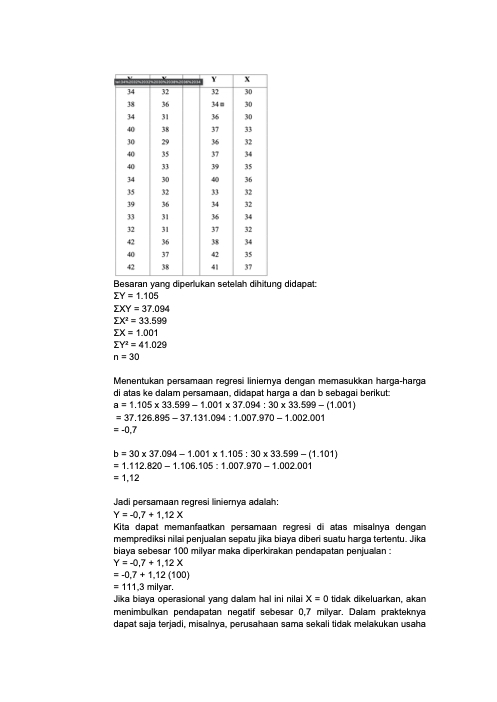 Y X
34 32 32 30
38 36 34 30
34 31 36 30
40 38 37 33
30 29 36 32
40 35 37 34
40 33 39 35
34 30 40 36
35 32 33 32
39 36 34 32
33 31 36 34
32 31 37 32
42 36 38 34
40 37 42 35
42 38 41 37
Besaran yang diperlukan setelah dihitung didapat:
ΣY = 1.105
ΣXY = 37.094
ΣX² = 33.599
ΣX = 1.001
ΣY² = 41.029
n = 30
Menentukan persamaan regresi liniernya dengan memasukkan harga-harga
di atas ke dalam persamaan, didapat harga a dan b sebagai berikut:
a = 1.105 x 33.599 – 1.001 x 37.094 : 30 x 33.599 – (1.001)
= 37.126.895 – 37.131.094 : 1.007.970 – 1.002.001
= -0,7
b = 30 x 37.094 – 1.001 x 1.105 : 30 x 33.599 – (1.101)
= 1.112.820 – 1.106.105 : 1.007.970 – 1.002.001
= 1,12
Jadi persamaan regresi liniernya adalah:
Y = -0,7 + 1,12 X
Kita dapat memanfaatkan persamaan regresi di atas misalnya dengan
memprediksi nilai penjualan sepatu jika biaya diberi suatu harga tertentu. Jika
biaya sebesar 100 milyar maka diperkirakan pendapatan penjualan :
Y = -0,7 + 1,12 X
= -0,7 + 1,12 (100)
= 111,3 milyar.
Jika biaya operasional yang dalam hal ini nilai X = 0 tidak dikeluarkan, akan
menimbulkan pendapatan negatif sebesar 0,7 milyar. Dalam prakteknya
dapat saja terjadi, misalnya, perusahaan sama sekali tidak melakukan usaha